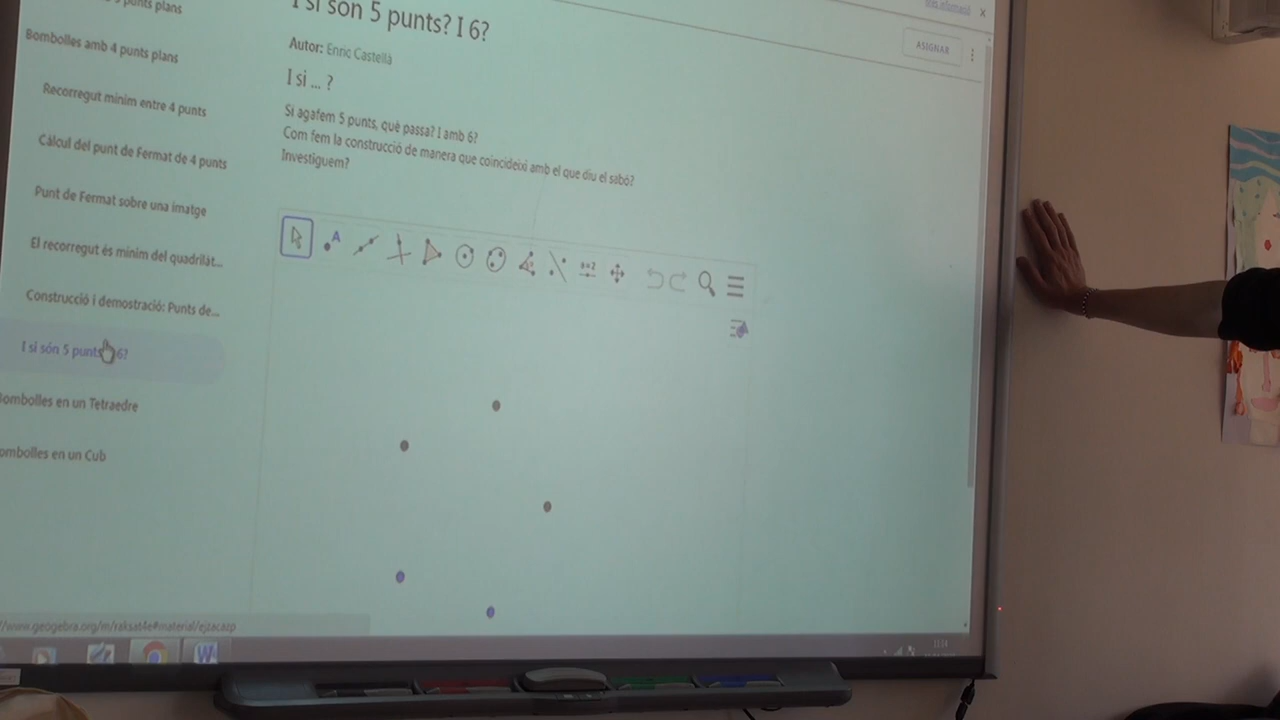 punts plans
Bombolles amb 4 punts plans
Recorregut mínim entre 4 punts
Càlcul del punt de Fermat de 4 punts
Punt de Fermat sobre una imatge
El recorregut és mínim del quadrilàt...
Construcció i demostració: Punts de...
I si són 5 punts 6?
Bombolles en un Tetraedre
ombolles en un Cub
I si són 5 punts? I 6?
Autor: Enric Castellà
I si ... ?
Si agafem 5 punts, què passa? I amb 6?
Com fem la construcció de manera que coincideixi amb el que diu el sabó?
Investiguem?
ASIGNAR
A
a=2
W